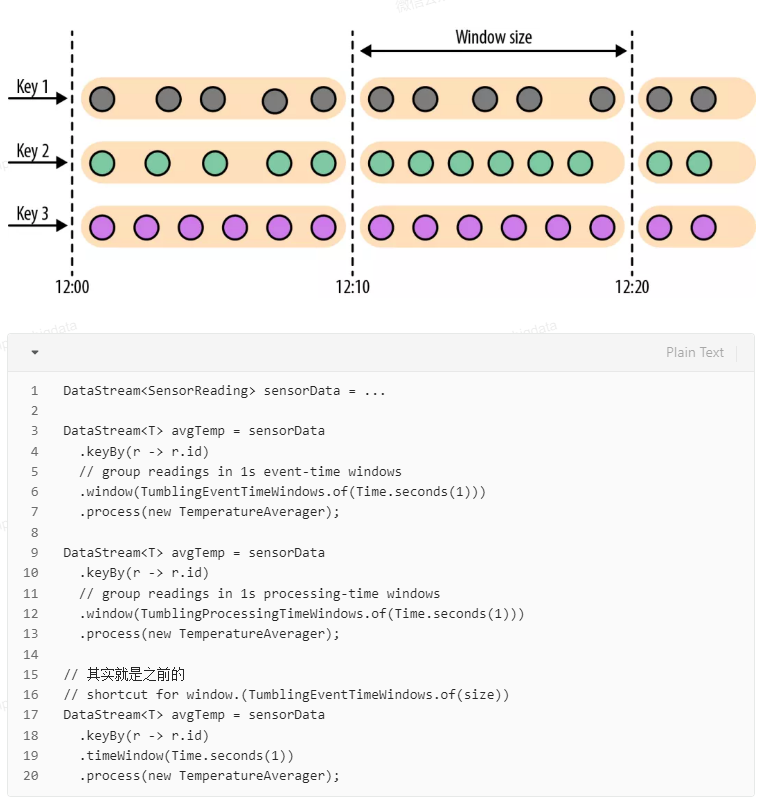 Window size
Key 1
Key 2
Key 3
12:00
12:10
12:20
Plain Text
1 DataStream<SensorReading> sensorData = ...
2
3 DataStream<T> avgTemp = sensorData
4 .keyBy(r -> r.id)
5 // group readings in 1s event-time windows
6 .window(TumblingEventTimeWindows.of(Time.seconds(1)))
7 .process(new TemperatureAverager);
8
9 DataStream<T> avgTemp = sensorData
10 .keyBy(r -> r.id)
11 // group readings in 1s processing-time windows
12 .window(TumblingProcessingTimeWindows.of(Time.seconds(1)))
13 .process(new TemperatureAverager);
14
15 // 其实就是之前的
16 // shortcut for window.(TumblingEventTimeWindows.of(size))
17 DataStream<T> avgTemp = sensorData
18 .keyBy(r -> r.id)
19 .timeWindow(Time.seconds(1))
20 .process(new TemperatureAverager);